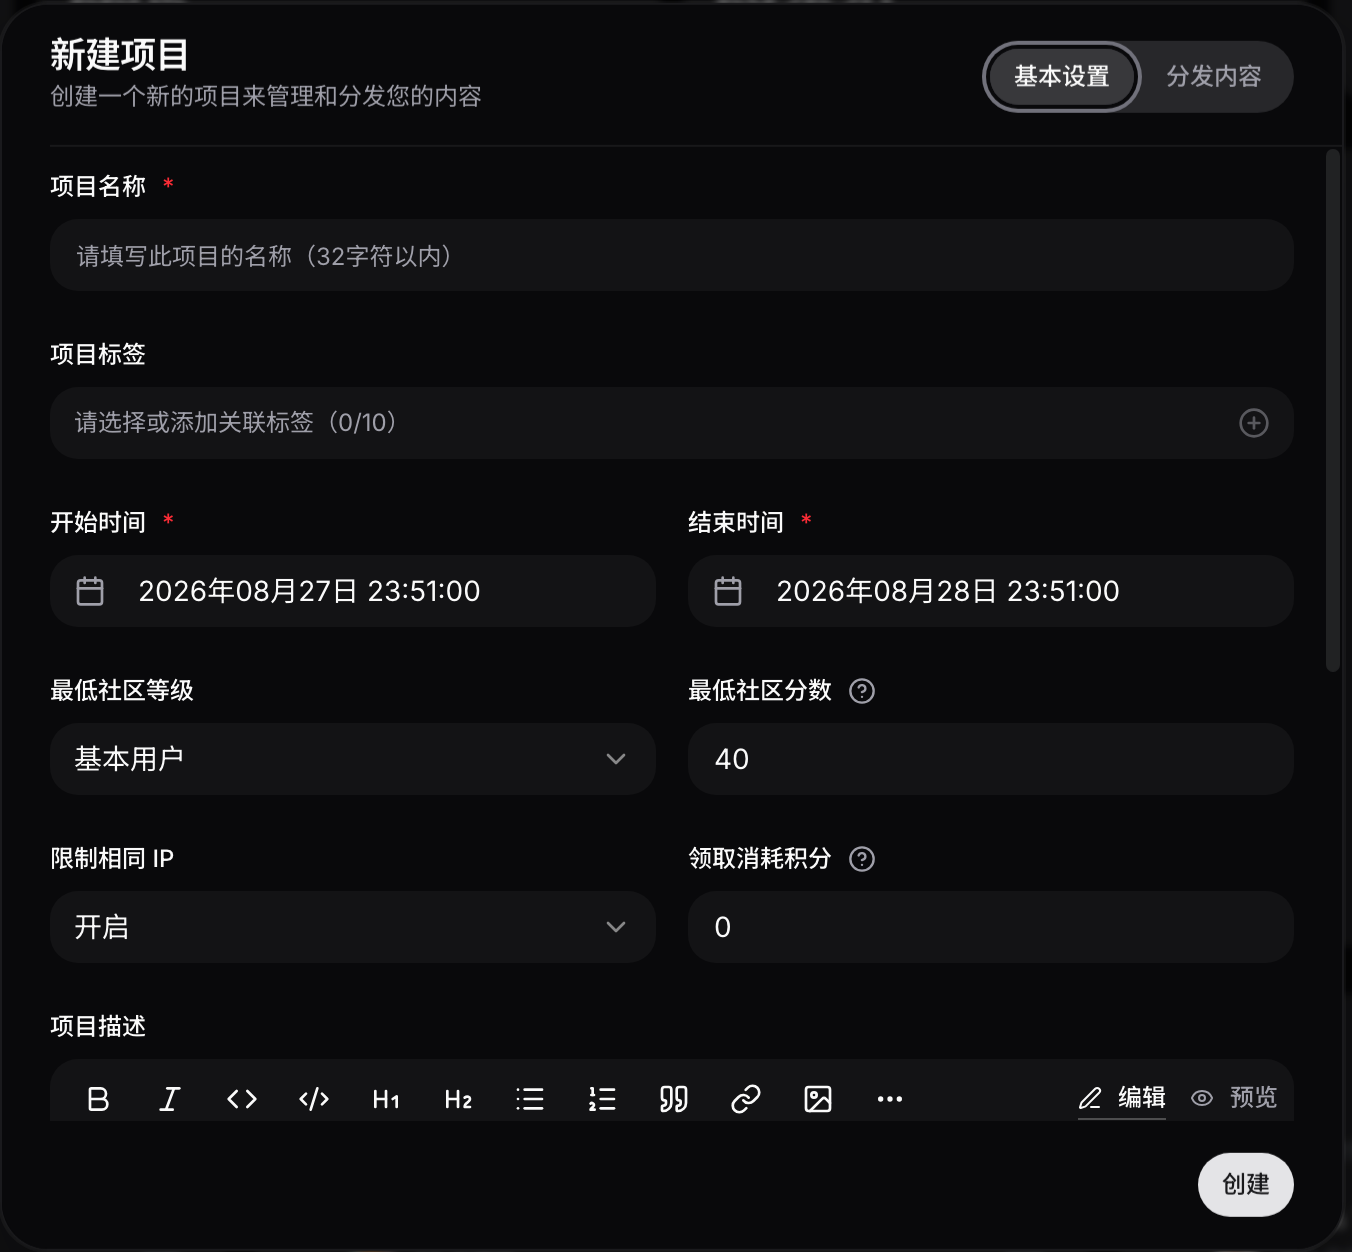 新建项目
创建一个新的项目来管理和分发您的内容
基本设置 分发内容
项目名称 *
请填写此项目的名称（32字符以内）
项目标签
请选择或添加关联标签（0/10）
开始时间 * 结束时间 *
2026年08月27日 23:51:00 2026年08月28日 23:51:00
最低社区等级 最低社区分数
基本用户 40
限制相同 IP 领取消耗积分
开启 0
项目描述
B I <> </> H1 H2 编辑 预览
创建